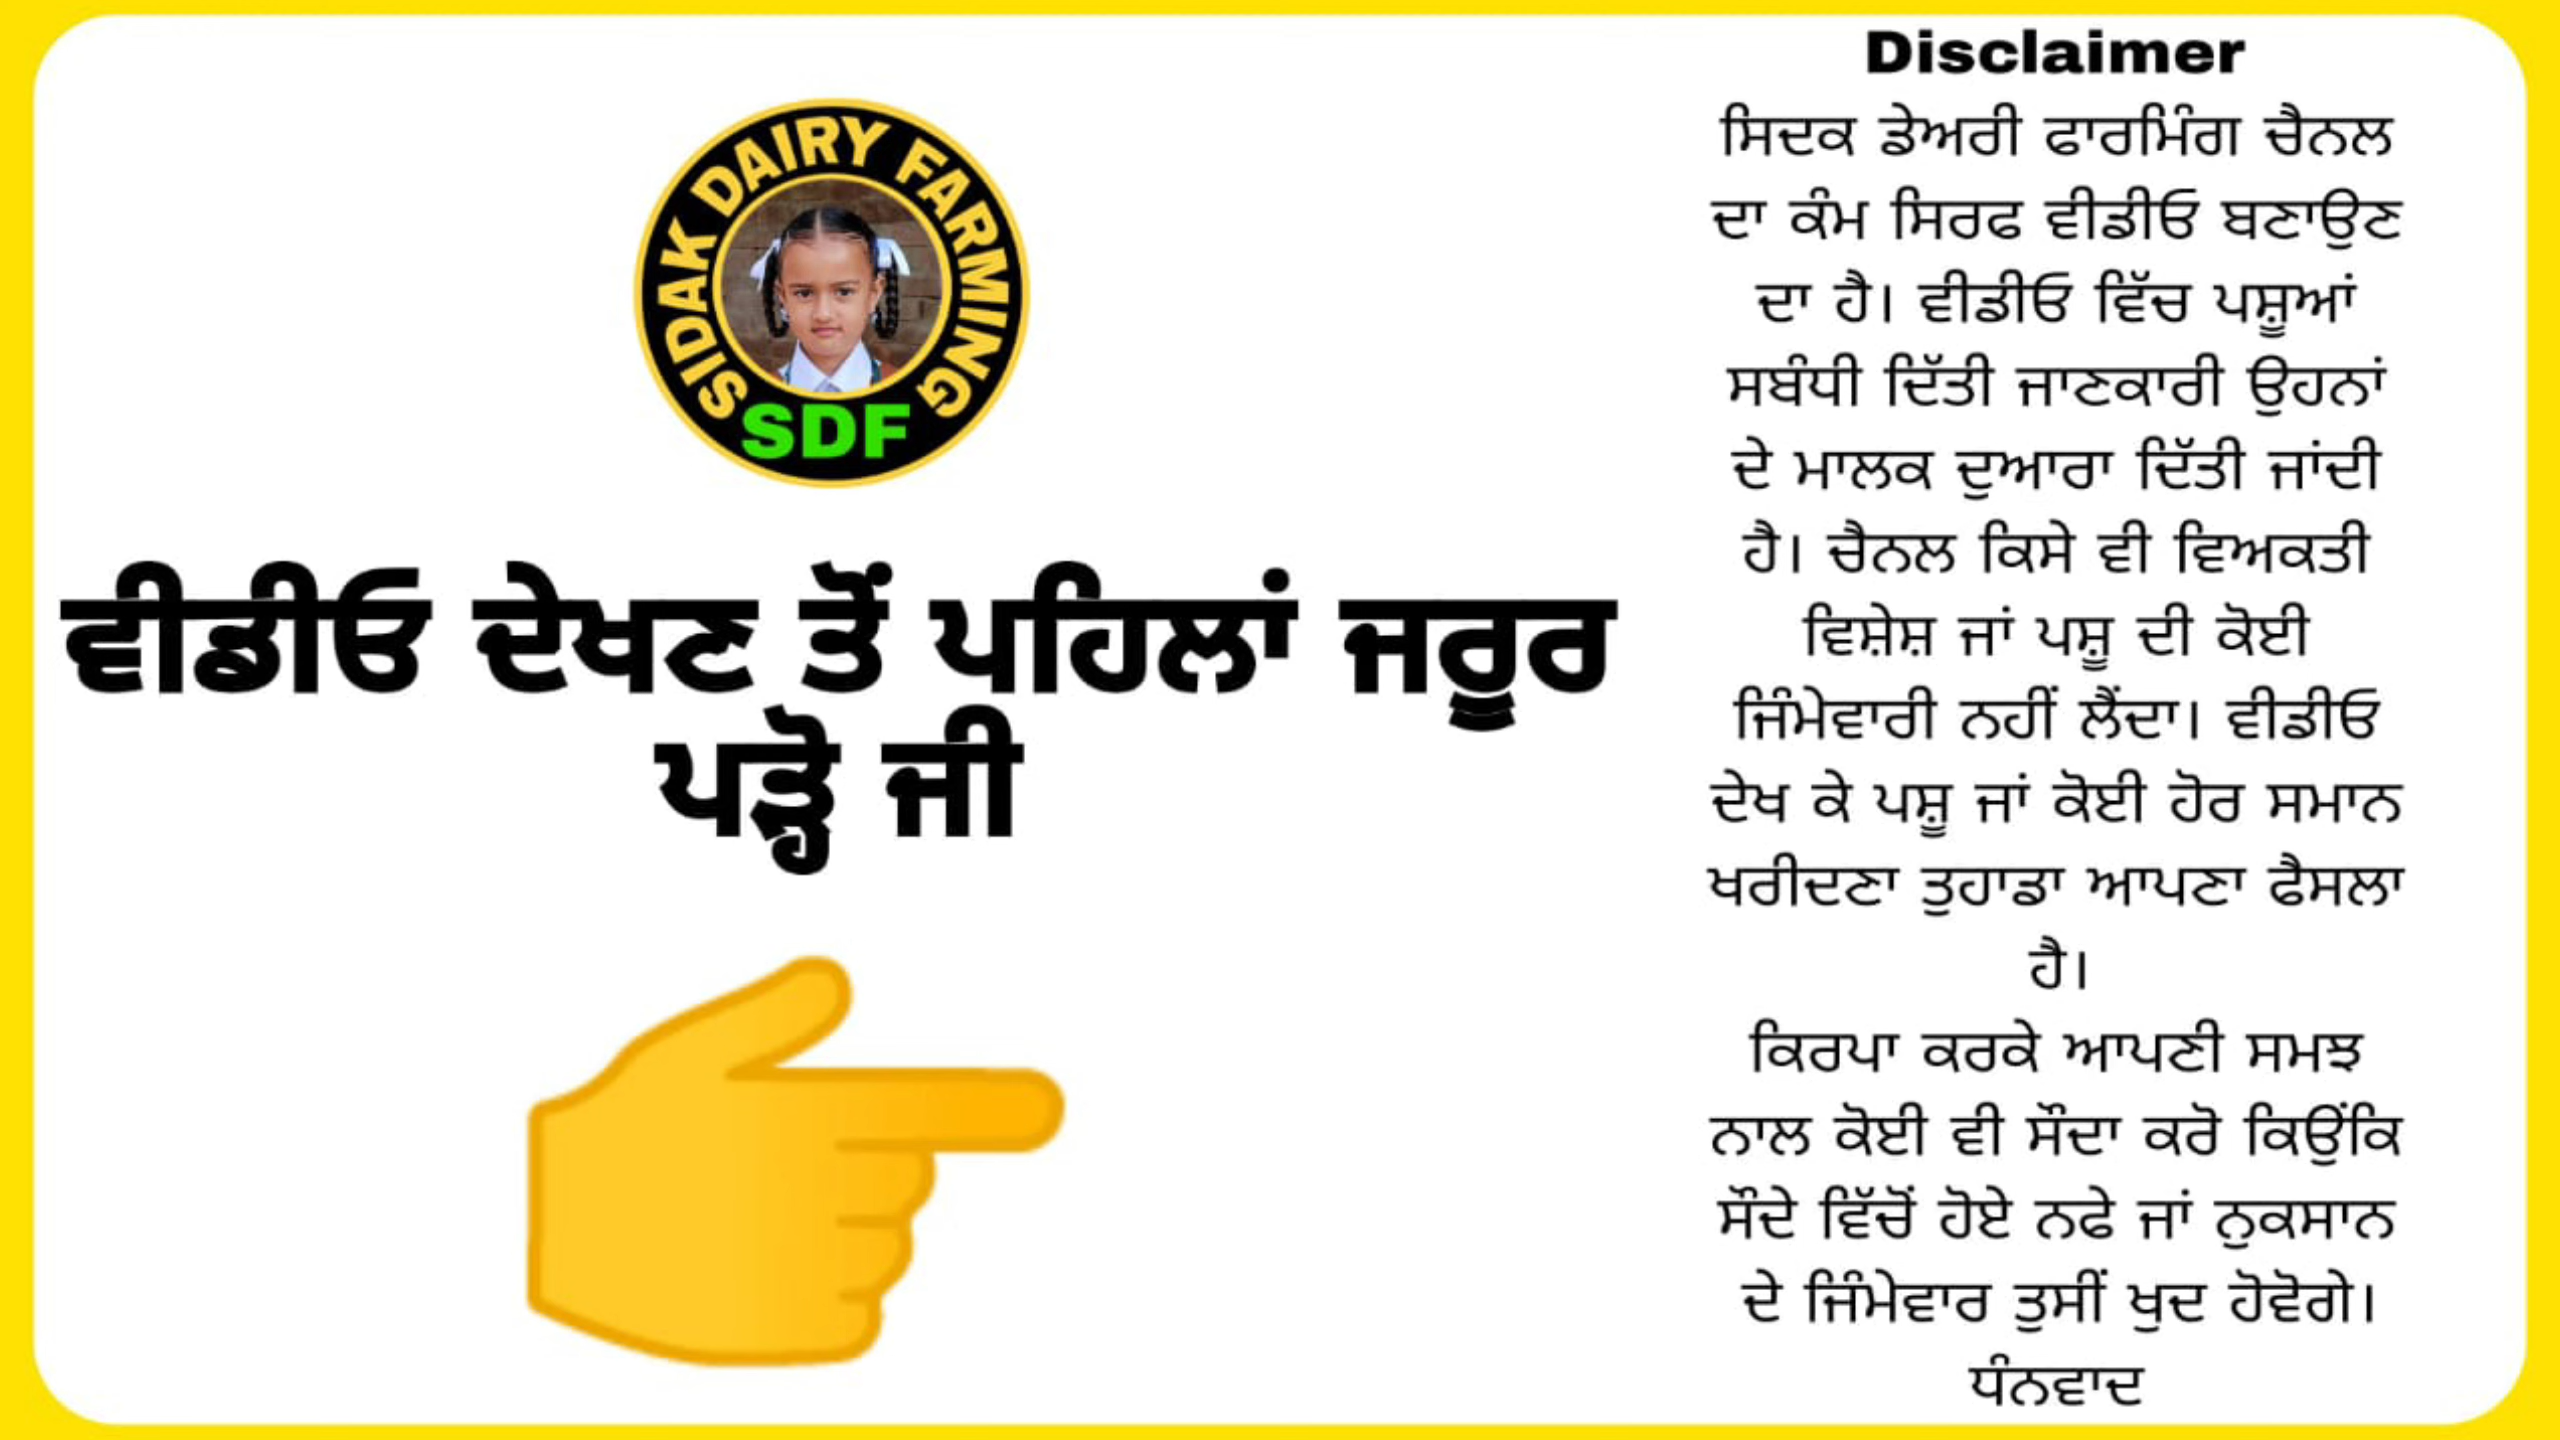 SIDAK DAIRY FARMING
SDF
ਵੀਡੀਓ ਦੇਖਣ ਤੋਂ ਪਹਿਲਾਂ ਜਰੂਰ
ਪੜ੍ਹੋ ਜੀ
Disclaimer
ਸਿਦਕ ਡੇਅਰੀ ਫਾਰਮਿੰਗ ਚੈਨਲ
ਦਾ ਕੰਮ ਸਿਰਫ ਵੀਡੀਓ ਬਣਾਉਣ
ਦਾ ਹੈ। ਵੀਡੀਓ ਵਿੱਚ ਪਸ਼ੂਆਂ
ਸਬੰਧੀ ਦਿੱਤੀ ਜਾਣਕਾਰੀ ਉਹਨਾਂ
ਦੇ ਮਾਲਕ ਦੁਆਰਾ ਦਿੱਤੀ ਜਾਂਦੀ
ਹੈ। ਚੈਨਲ ਕਿਸੇ ਵੀ ਵਿਅਕਤੀ
ਵਿਸ਼ੇਸ਼ ਜਾਂ ਪਸ਼ੂ ਦੀ ਕੋਈ
ਜਿੰਮੇਵਾਰੀ ਨਹੀਂ ਲੈਂਦਾ। ਵੀਡੀਓ
ਦੇਖ ਕੇ ਪਸ਼ੂ ਜਾਂ ਕੋਈ ਹੋਰ ਸਮਾਨ
ਖਰੀਦਣਾ ਤੁਹਾਡਾ ਆਪਣਾ ਫੈਸਲਾ
ਹੈ।
ਕਿਰਪਾ ਕਰਕੇ ਆਪਣੀ ਸਮਝ
ਨਾਲ ਕੋਈ ਵੀ ਸੌਦਾ ਕਰੋ ਕਿਉਂਕਿ
ਸੌਦੇ ਵਿੱਚੋਂ ਹੋਏ ਨਫੇ ਜਾਂ ਨੁਕਸਾਨ
ਦੇ ਜਿੰਮੇਵਾਰ ਤੁਸੀਂ ਖੁਦ ਹੋਵੋਗੇ।
ਧੰਨਵਾਦ